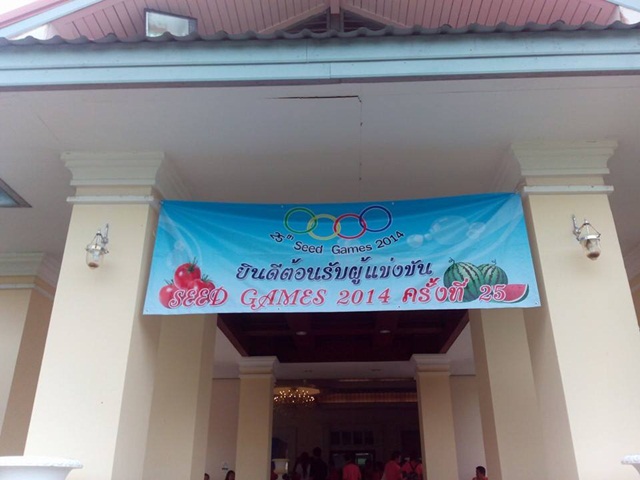 25th Seed Games 2014
ยินดีต้อนรับผู้แข่งขัน
SEED GAMES 2014 ครั้งที่ 25